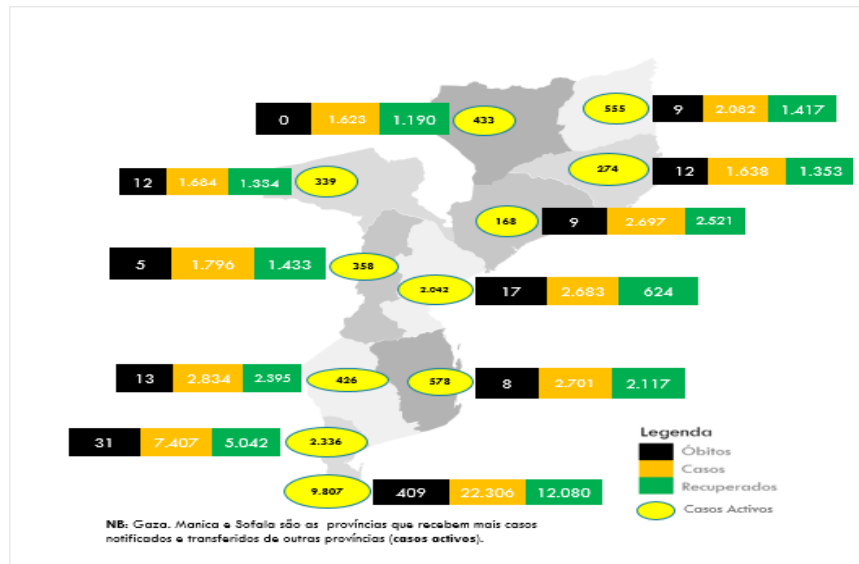 555 9 2.082 1.417
0 1.623 1.190 433
274 12 1.638 1.353
12 1.684 1.334 339
168 9 2.697 2.521
5 1.796 1.433 358
2.042 17 2.683 624
13 2.834 2.395 426
578 8 2.701 2.117
31 7.407 5.042 2.336
9.807 409 22.306 12.080
Legenda
Óbitos
Casos
Recuperados
Casos Activos
NB: Gaza. Manica e Sofala são as províncias que recebem mais casos
notificados e transferidos de outras províncias (casos activos).